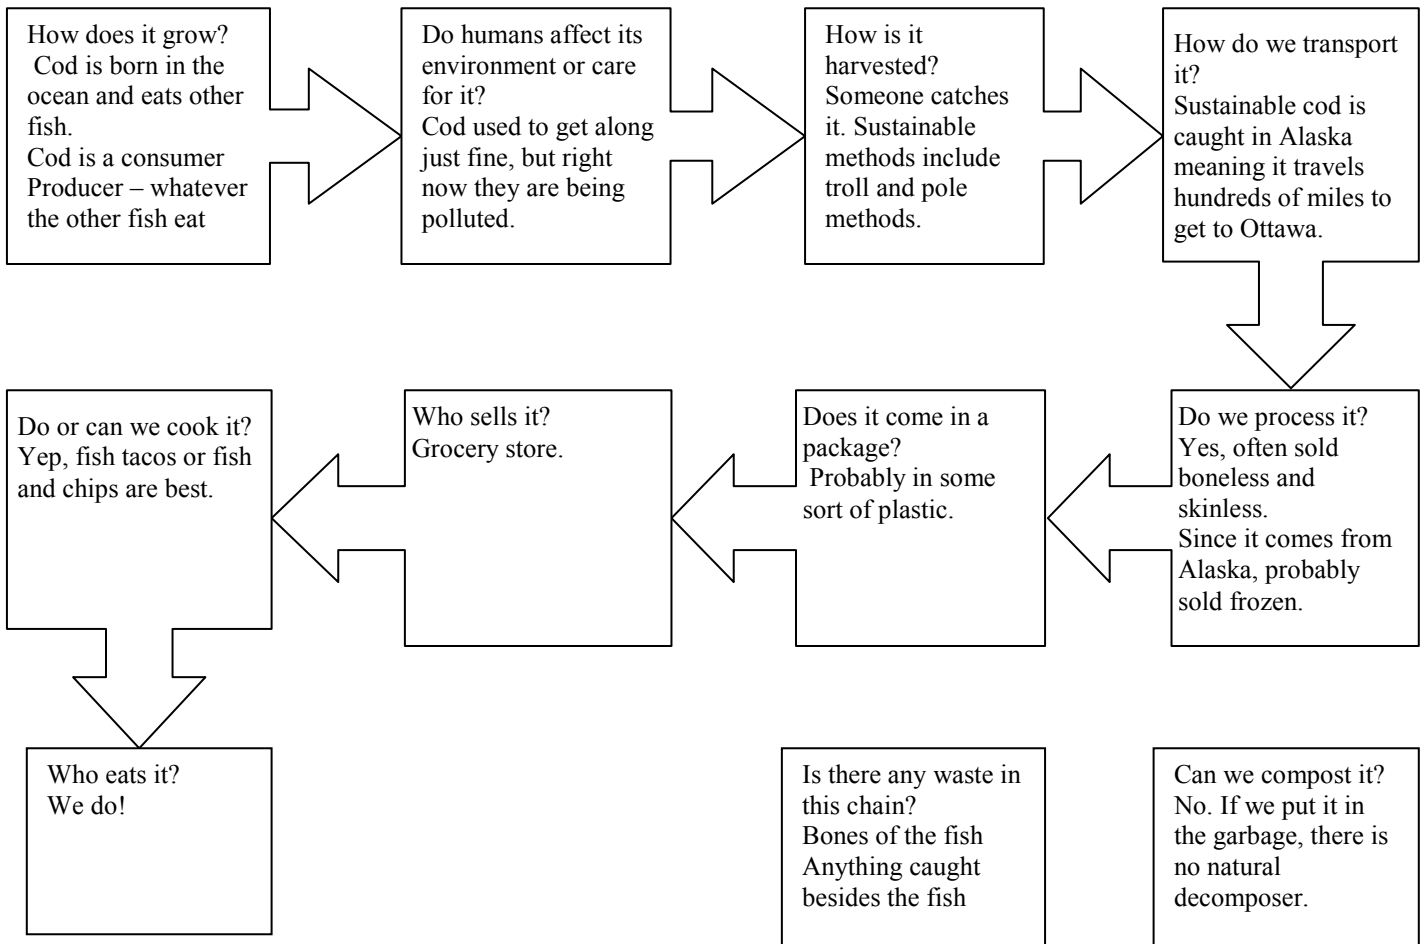 How does it grow?
Cod is born in the
ocean and eats other
fish.
Cod is a consumer
Producer – whatever
the other fish eat
Do humans affect its
environment or care
for it?
Cod used to get along
just fine, but right
now they are being
polluted.
How is it
harvested?
Someone catches
it. Sustainable
methods include
troll and pole
methods.
How do we transport
it?
Sustainable cod is
caught in Alaska
meaning it travels
hundreds of miles to
get to Ottawa.
Do we process it?
Yes, often sold
boneless and
skinless.
Since it comes from
Alaska, probably
sold frozen.
Does it come in a
package?
Probably in some
sort of plastic.
Who sells it?
Grocery store.
Do or can we cook it?
Yep, fish tacos or fish
and chips are best.
Who eats it?
We do!
Is there any waste in
this chain?
Bones of the fish
Anything caught
besides the fish
Can we compost it?
No. If we put it in
the garbage, there is
no natural
decomposer.